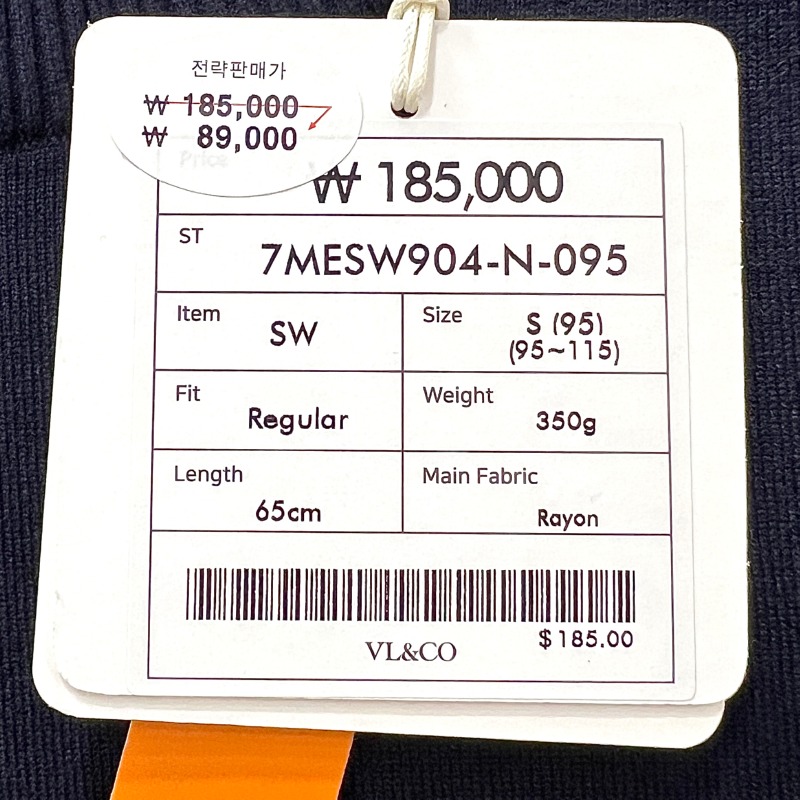 전략판매가
₩ 185,000
₩ 89,000
Price
₩ 185,000
ST
7MESW904-N-095
Item
SW
Size
S (95)
(95~115)
Fit
Regular
Weight
350g
Length
65cm
Main Fabric
Rayon
$185.00
VL&CO